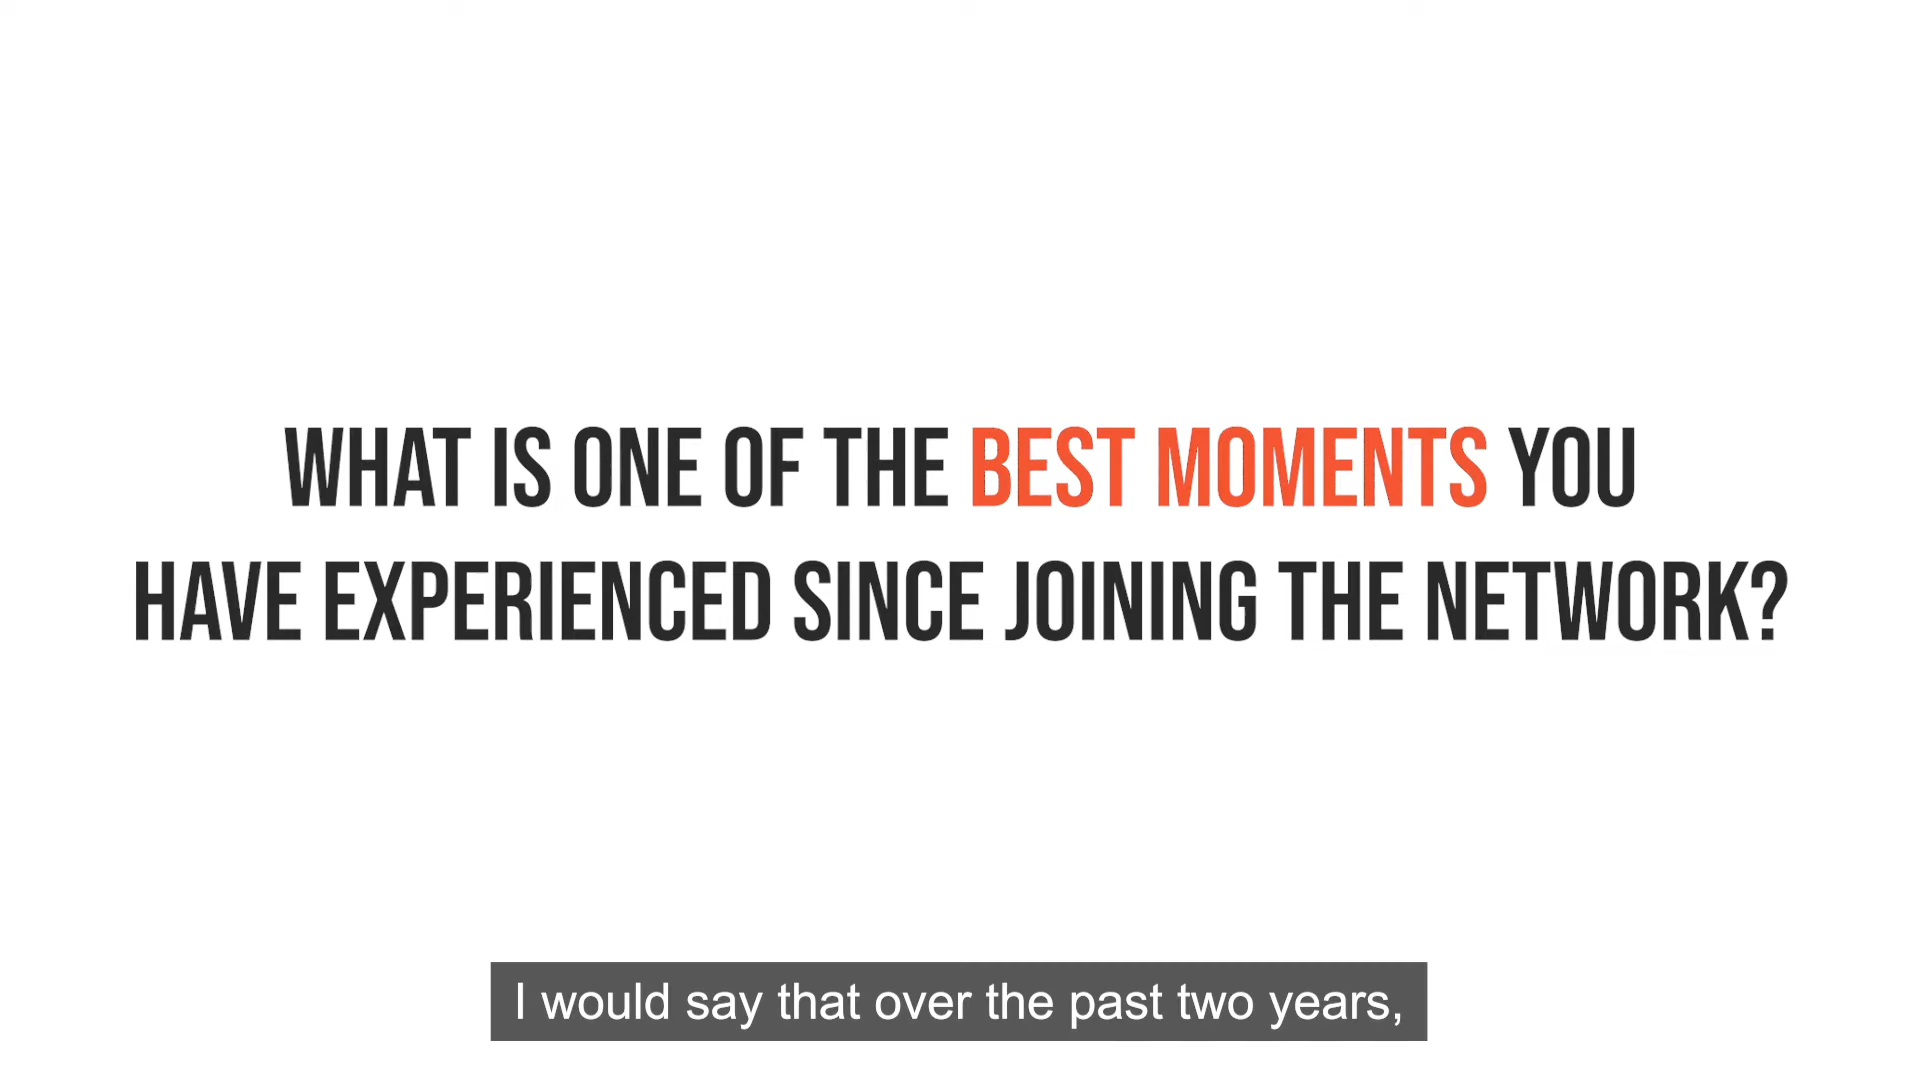 WHAT IS ONE OF THE BEST MOMENTS YOU
HAVE EXPERIENCED SINCE JOINING THE NETWORK?
I would say that over the past two years,